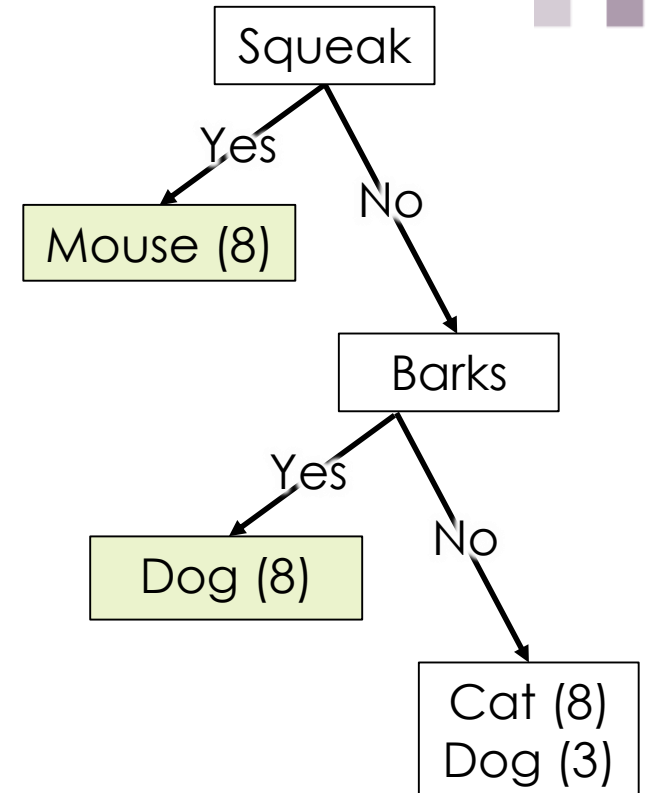 Squeak
Yes
No
Mouse (8)
Barks
Yes
No
Dog (8)
Cat (8)
Dog (3)